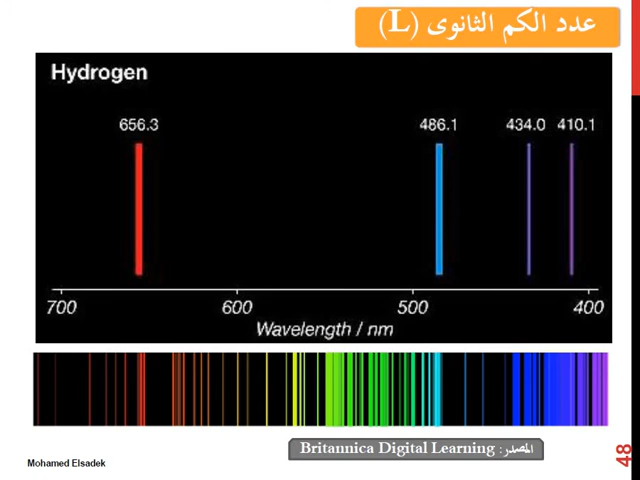 عدد الكم الثانوى (L)
Hydrogen
656.3 486.1 434.0 410.1
700 600 500 400
Wavelength / nm
المصدر: Britannica Digital Learning
48
Mohamed Elsadek